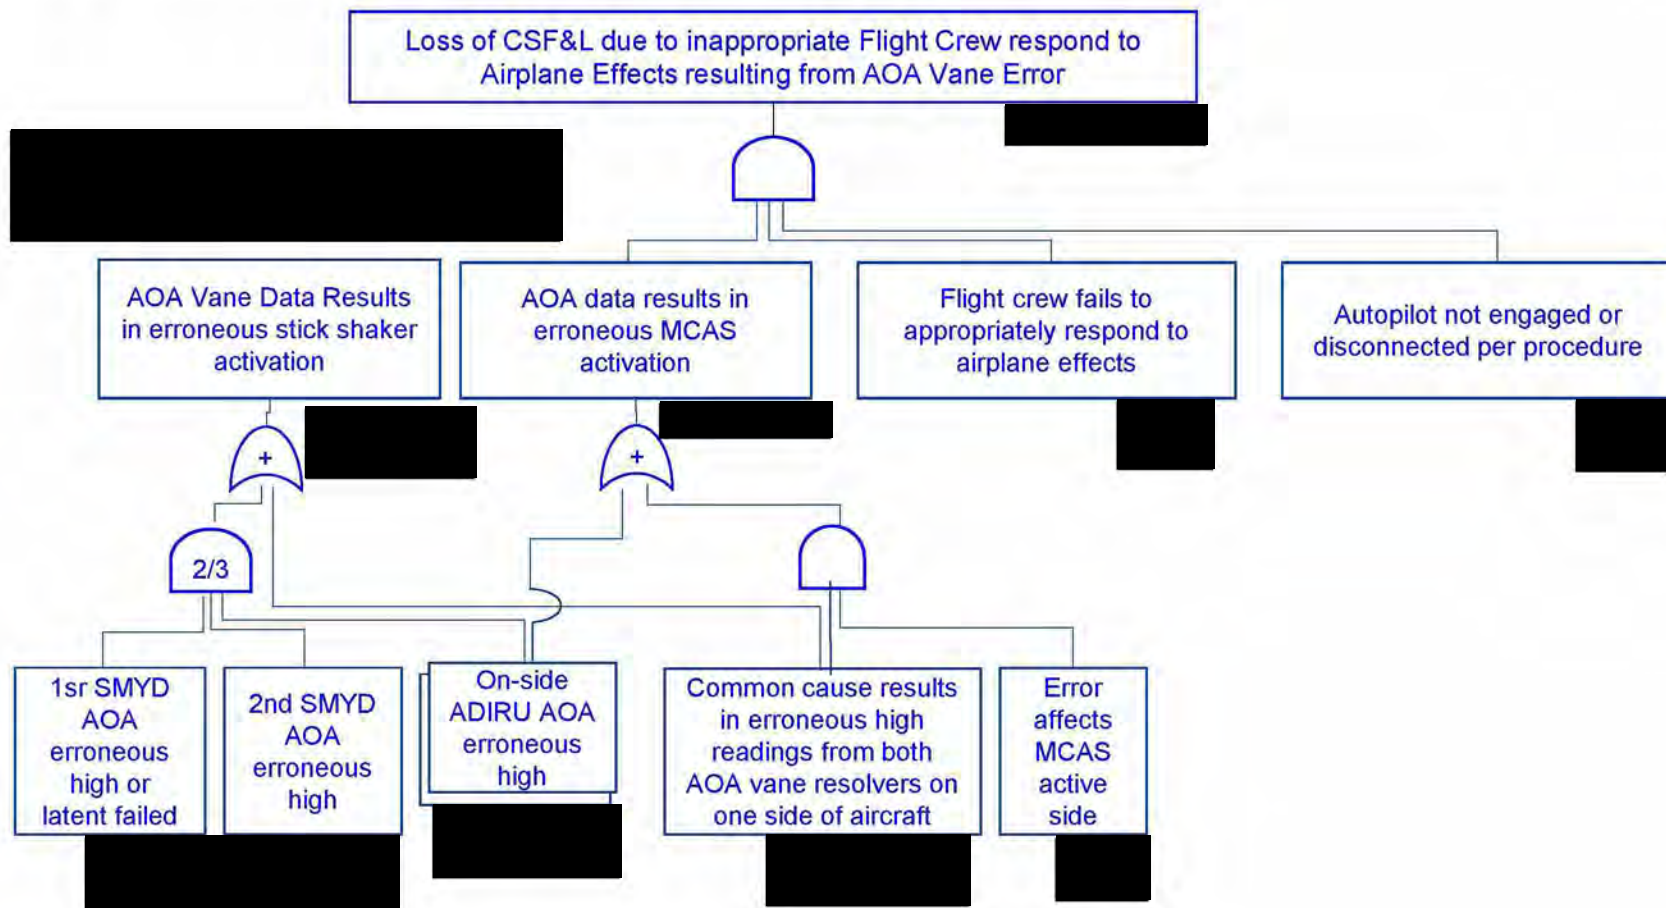 Loss of CSF&L due to inappropriate Flight Crew respond to
Airplane Effects resulting from AOA Vane Error
AOA Vane Data Results
in erroneous stick shaker
activation
AOA data results in
erroneous MCAS
activation
Flight crew fails to
appropriately respond to
airplane effects
Autopilot not engaged or
disconnected per procedure
+
+
2/3
1sr SMYD
AOA
erroneous
high or
latent failed
2nd SMYD
AOA
erroneous
high
On-side
ADIRU AOA
erroneous
high
Common cause results
in erroneous high
readings from both
AOA vane resolvers on
one side of aircraft
Error
affects
MCAS
active
side